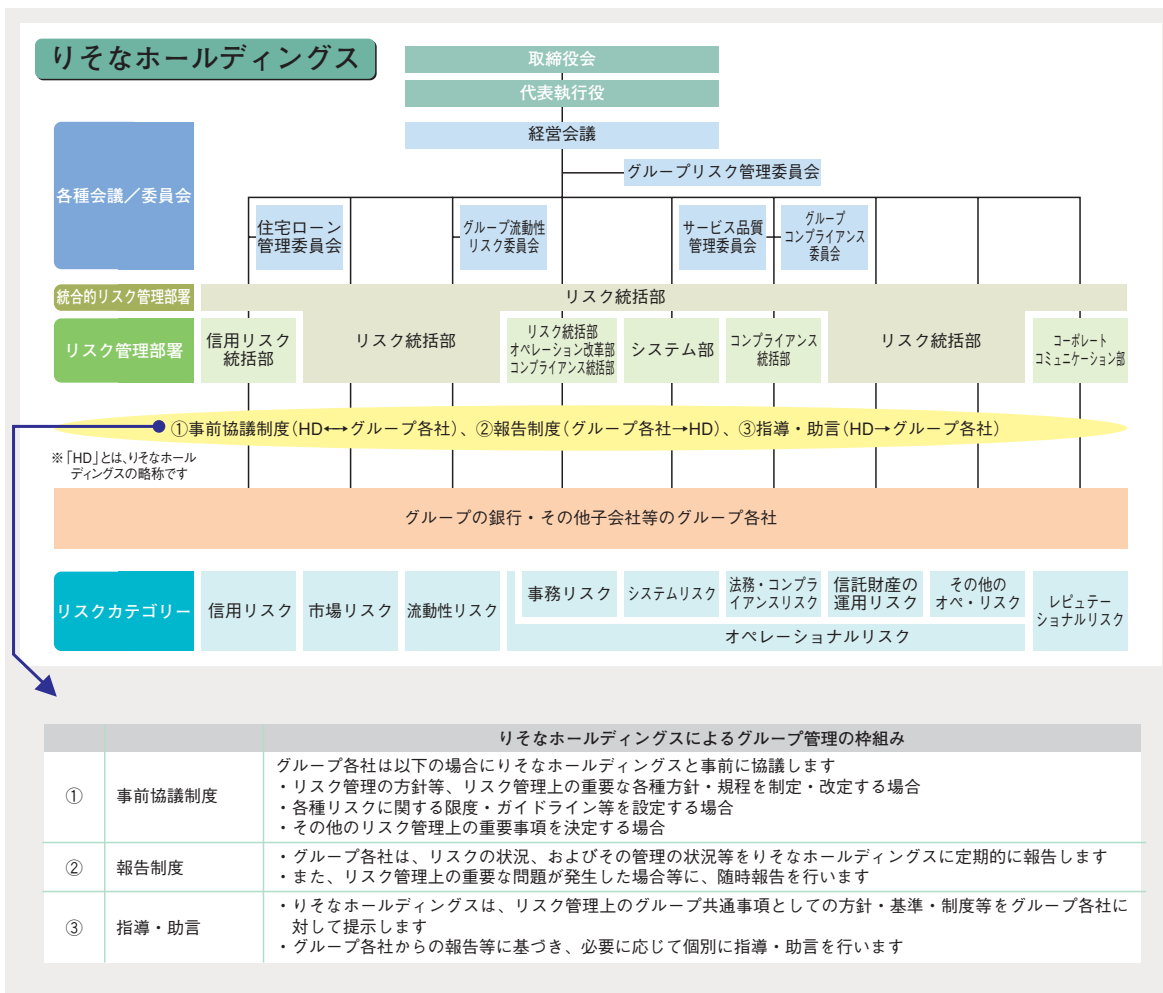 りそなホールディングス
取締役会
代表執行役
経営会議
グループリスク管理委員会
各種会議／委員会
住宅ローン
管理委員会
グループ流動性
リスク委員会
サービス品質
管理委員会
グループ
コンプライアンス
委員会
統合的リスク管理部署
リスク統括部
リスク管理部署
信用リスク
統括部
リスク統括部
リスク統括部
オペレーション改革部
コンプライアンス統括部
システム部
コンプライアンス
統括部
リスク統括部
コーポレート
コミュニケーション部
①事前協議制度(HD←→グループ各社)、②報告制度(グループ各社→HD)、③指導・助言(HD→グループ各社)
※「HD」とは、りそなホール
ディングスの略称です
グループの銀行・その他子会社等のグループ各社
リスクカテゴリー
信用リスク
市場リスク
流動性リスク
事務リスク
システムリスク
法務・コンプラ
イアンスリスク
信託財産の
運用リスク
その他の
オペ・リスク
オペレーショナルリスク
レピュテー
ショナルリスク
りそなホールディングスによるグループ管理の枠組み
① 事前協議制度
グループ各社は以下の場合にりそなホールディングスと事前に協議します
・リスク管理の方針等、リスク管理上の重要な各種方針・規程を制定・改定する場合
・各種リスクに関する限度・ガイドライン等を設定する場合
・その他のリスク管理上の重要事項を決定する場合
② 報告制度
・グループ各社は、リスクの状況、およびその管理の状況等をりそなホールディングスに定期的に報告します
・また、リスク管理上の重要な問題が発生した場合等に、随時報告を行います
③ 指導・助言
・りそなホールディングスは、リスク管理上のグループ共通事項としての方針・基準・制度等をグループ各社に
対して提示します
・グループ各社からの報告等に基づき、必要に応じて個別に指導・助言を行います